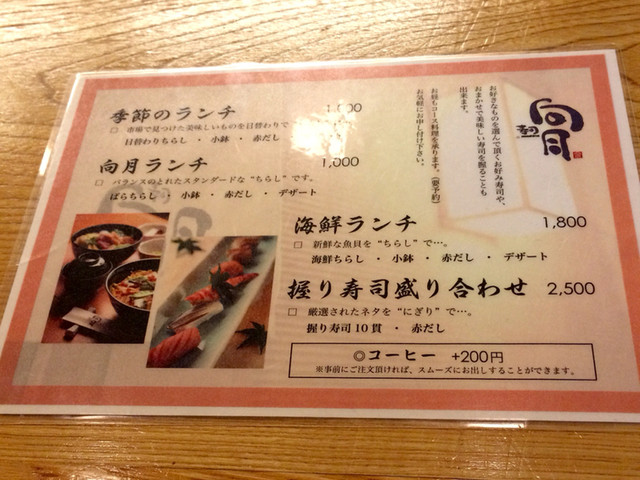 向月
お好きなものを選んで頂くお好み寿司や、
おまかせで美味しい寿司を握ることも
出来ます。
お昼もコース料理を承ります。（要予約）
お気軽にお申し付け下さい。
季節のランチ
□ 市場で見つけた美味しいものを日替わりで
日替わりちらし ・ 小鉢 ・ 赤だし
向月ランチ 1,000
□ バランスのとれたスタンダードな“ちらし”です。
ばらちらし ・ 小鉢 ・ 赤だし ・ デザート
海鮮ランチ 1,800
□ 新鮮な魚貝を“ちらし”で…。
海鮮ちらし ・ 小鉢 ・ 赤だし ・ デザート
握り寿司盛り合わせ 2,500
□ 厳選されたネタを“にぎり”で…。
握り寿司10貫 ・ 赤だし
◎コーヒー +200円
※事前にご注文頂ければ、スムーズにお出しすることができます。